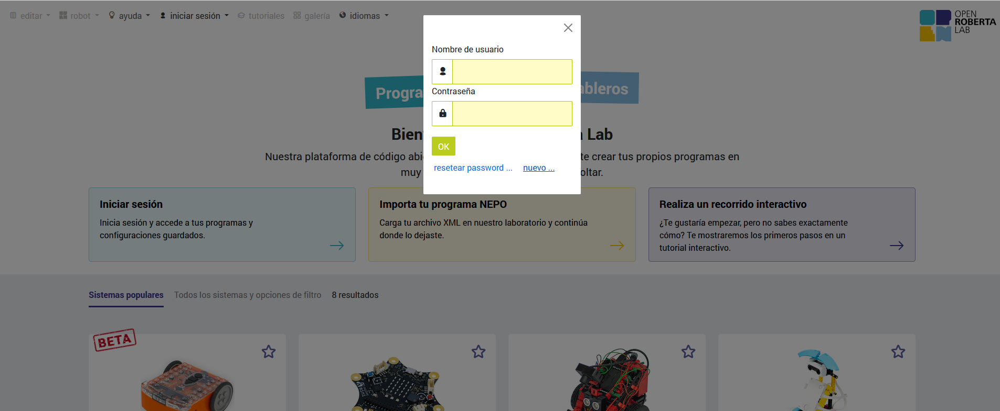 editar robot ayuda iniciar sesión tutoriales galería idiomas
OPEN
ROBERTA
LAB
Nombre de usuario
Contraseña
OK
resetear password ... nuevo ...
Progra ableros
Bien Lab
Nuestra plataforma de código abi te crear tus propios programas en
muy oltar.
Iniciar sesión
Inicia sesión y accede a tus programas y
configuraciones guardados.
Importa tu programa NEPO
Carga tu archivo XML en nuestro laboratorio y continúa
donde lo dejaste.
Realiza un recorrido interactivo
¿Te gustaría empezar, pero no sabes exactamente
cómo? Te mostraremos los primeros pasos en un
tutorial interactivo.
Sistemas populares Todos los sistemas y opciones de filtro 8 resultados
BETA
mini